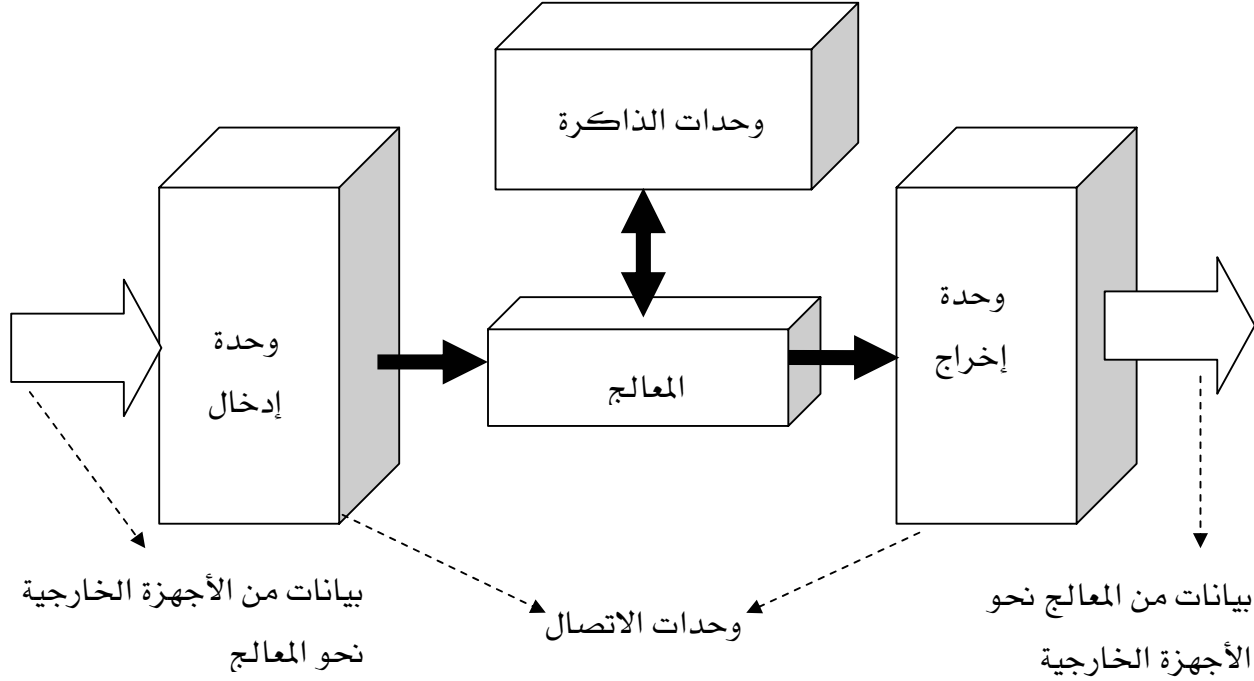 وحدات الذاكرة
وحدة
إدخال
المعالج
وحدة
إخراج
بيانات من الأجهزة الخارجية
نحو المعالج
وحدات الاتصال
بيانات من المعالج نحو
الأجهزة الخارجية